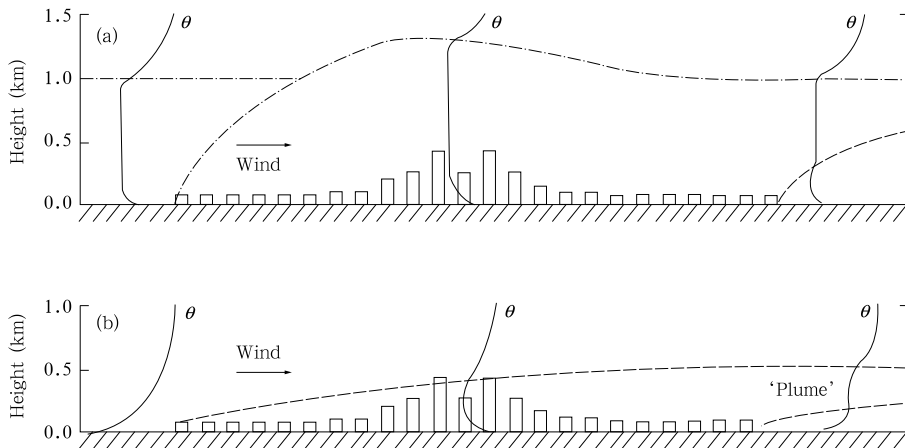 1.5
(a)
θ
θ
θ
1.0
Height (km)
0.5
Wind
0.0
1.0
(b)
θ
θ
θ
Height (km)
Wind
0.5
‘Plume’
0.0